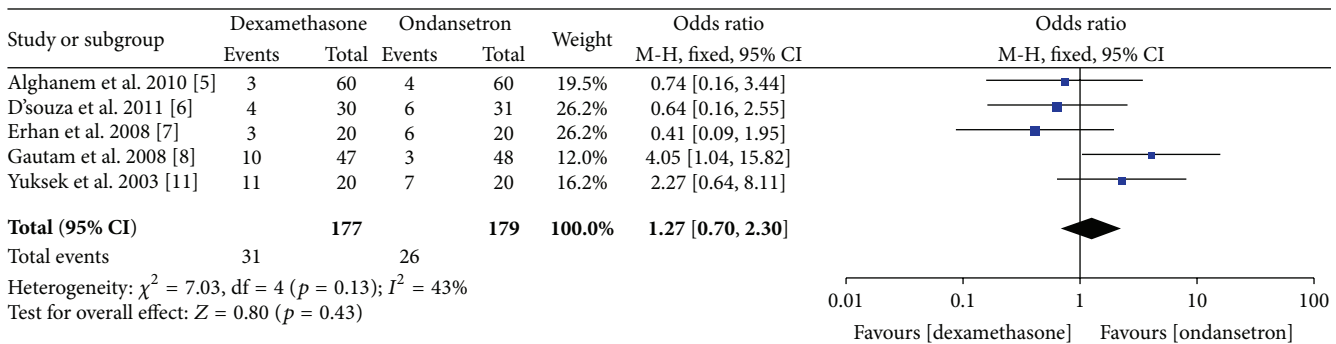 Study or subgroup Dexamethasone Ondansetron Weight Odds ratio Odds ratio
Events Total Events Total M-H, fixed, 95% CI M-H, fixed, 95% CI
Alghanem et al. 2010 [5] 3 60 4 60 19.5% 0.74 [0.16, 3.44]
D'souza et al. 2011 [6] 4 30 6 31 26.2% 0.64 [0.16, 2.55]
Erhan et al. 2008 [7] 3 20 6 20 26.2% 0.41 [0.09, 1.95]
Gautam et al. 2008 [8] 10 47 3 48 12.0% 4.05 [1.04, 15.82]
Yuksek et al. 2003 [11] 11 20 7 20 16.2% 2.27 [0.64, 8.11]
Total (95% CI) 177 179 100.0% 1.27 [0.70, 2.30]
Total events 31 26
Heterogeneity: χ² = 7.03, df = 4 (p = 0.13); I² = 43%
Test for overall effect: Z = 0.80 (p = 0.43)
0.01 0.1 1 10 100
Favours [dexamethasone] Favours [ondansetron]